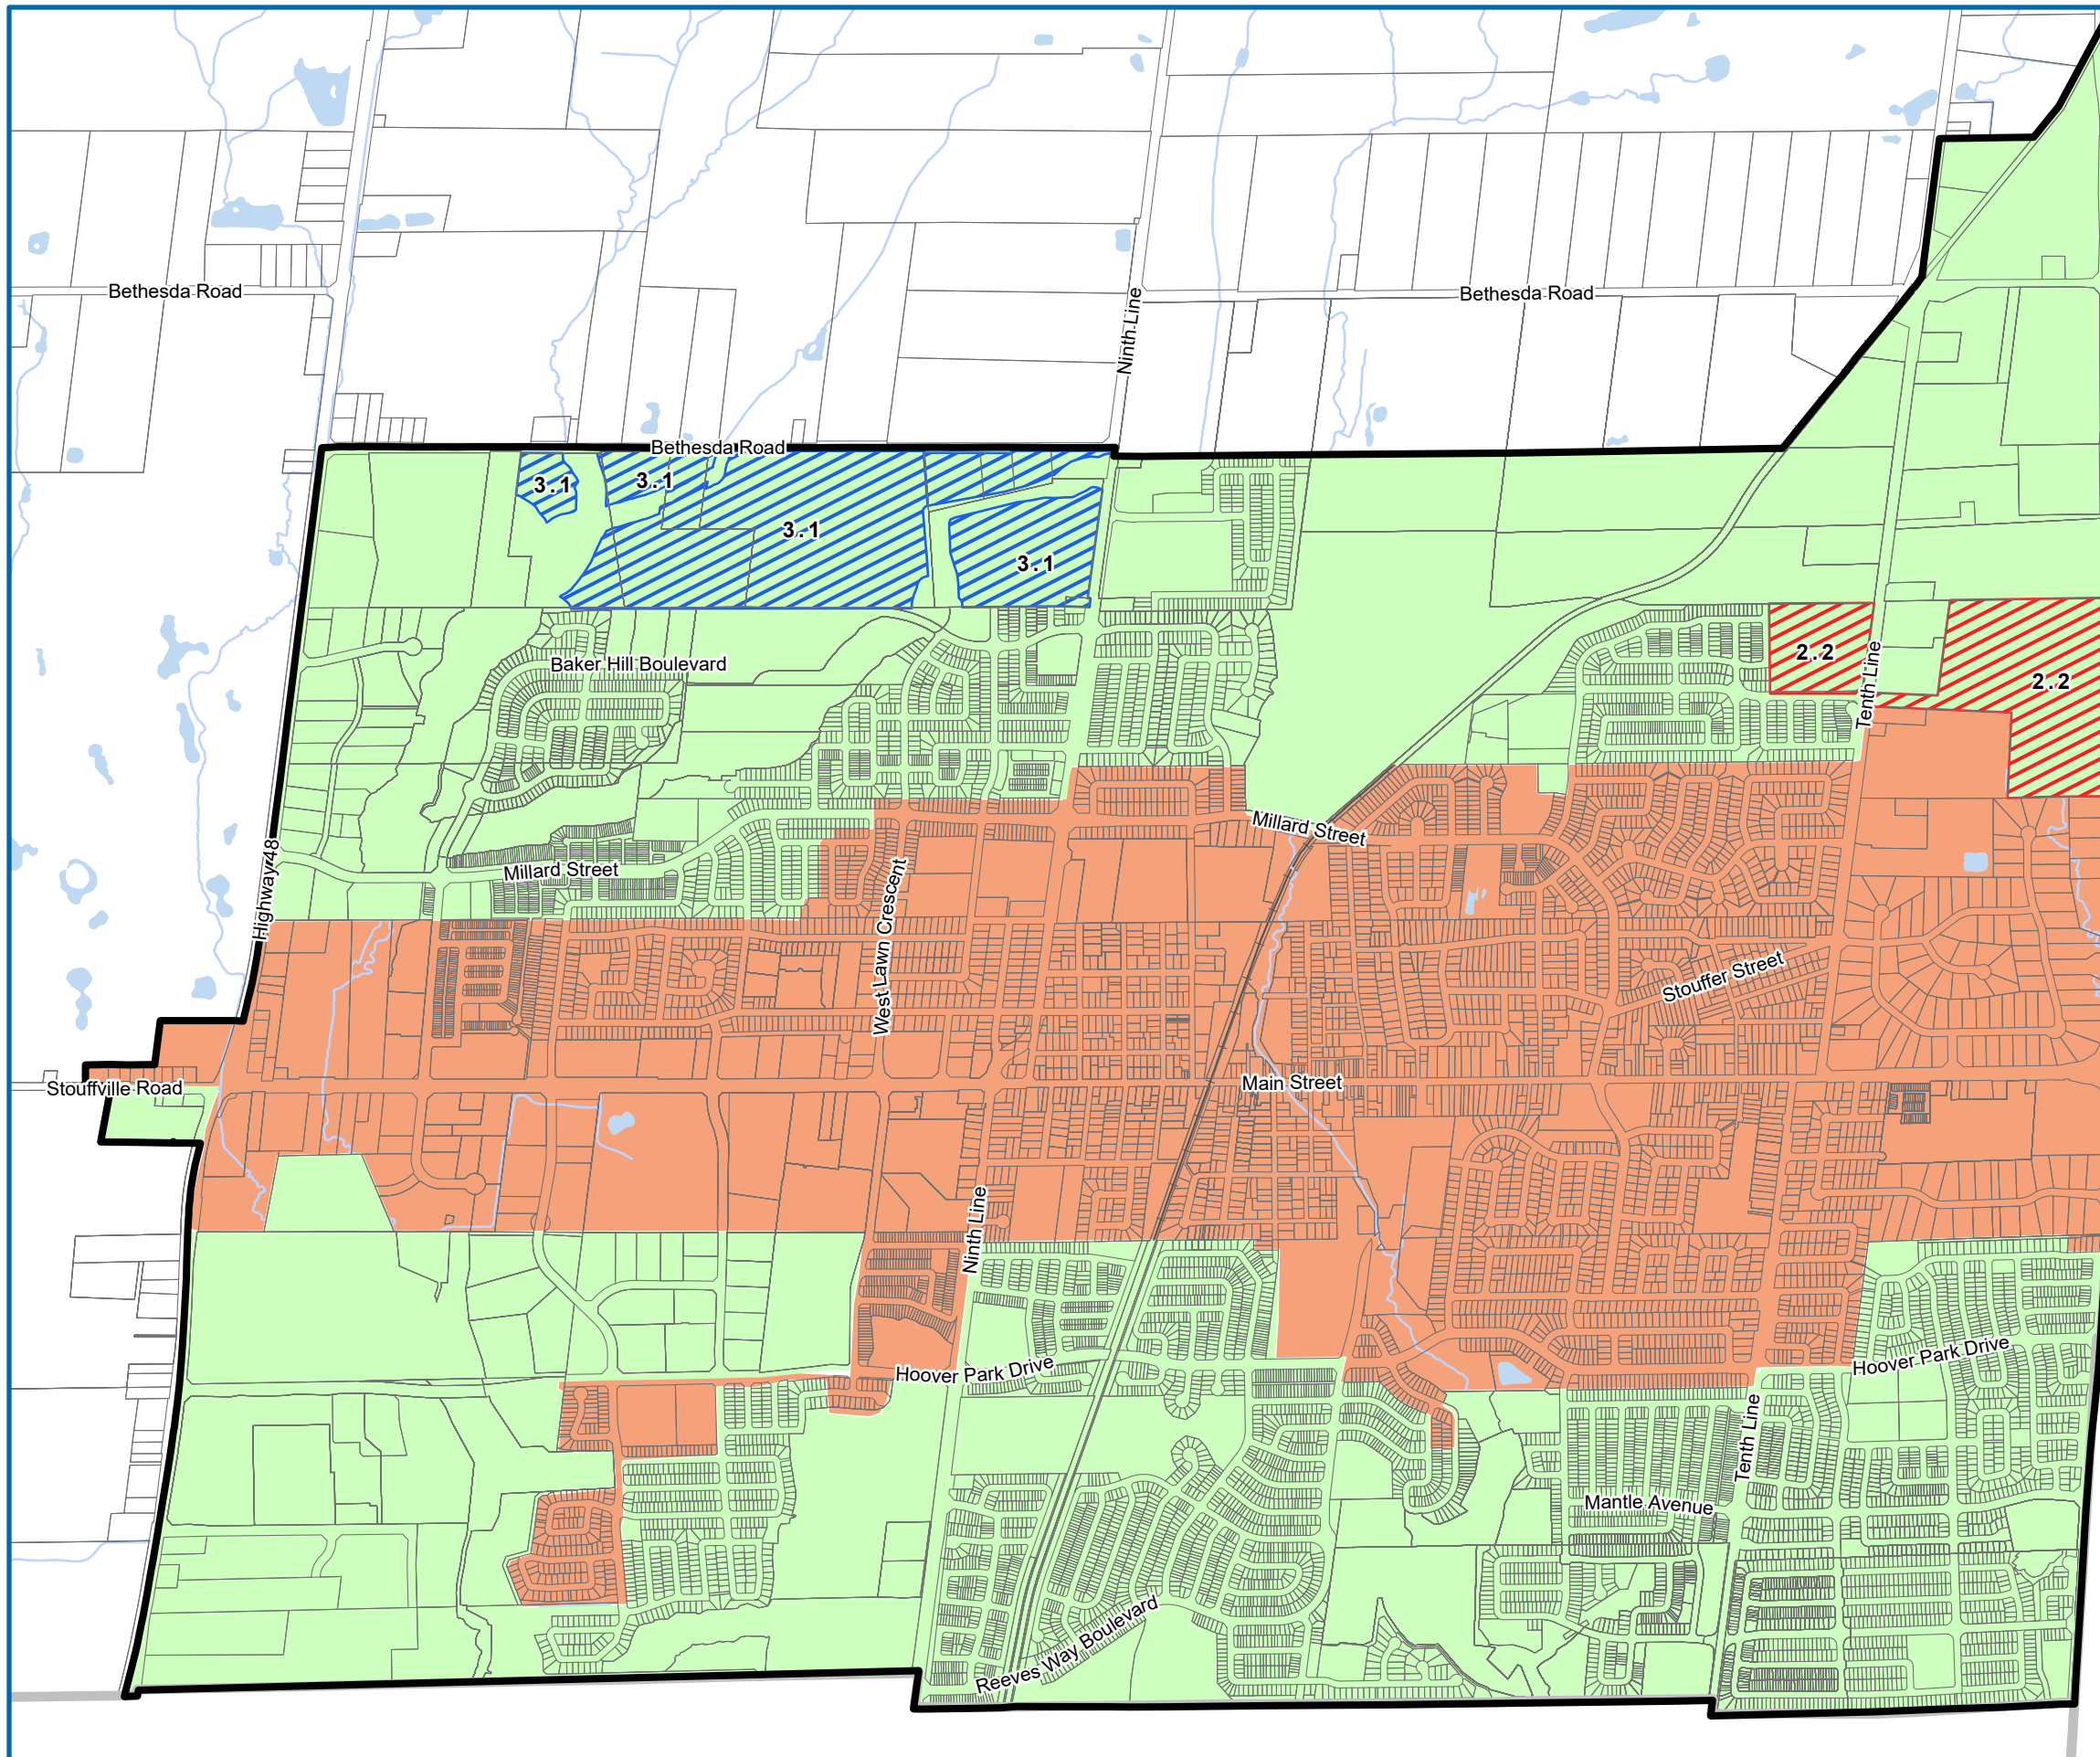 Bethesda Road
Bethesda Road
Ninth Line
Bethesda Road
3.1
3.1
3.1
3.1
Baker Hill Boulevard
2.2
2.2
Tenth Line
Millard Street
Millard Street
Highway 48
West Lawn Crescent
Stouffer Street
Stouffville Road
Main Street
Ninth Line
Hoover Park Drive
Hoover Park Drive
Tenth Line
Mantle Avenue
Reeves Way Boulevard